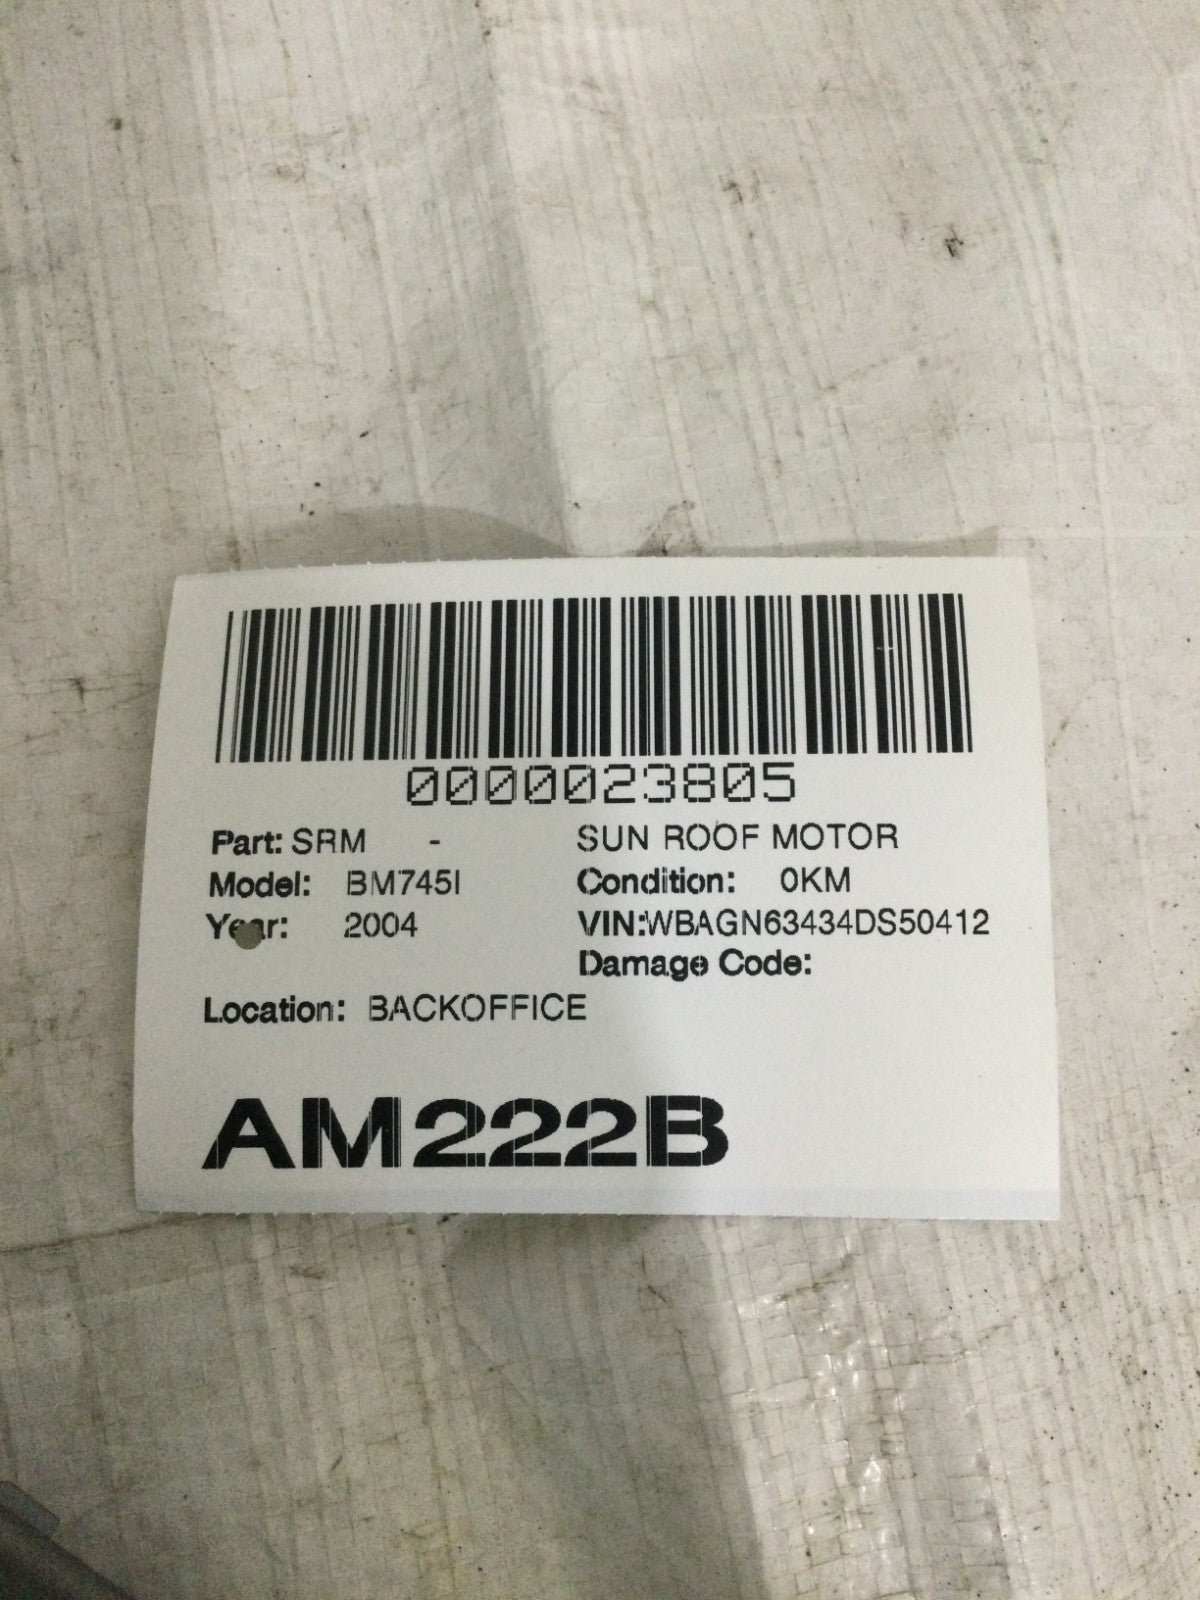 0000023805
Part: SRM - SUN ROOF MOTOR
Model: BM745I Condition: 0KM
Year: 2004 VIN:WBAGN63434DS50412
Damage Code:
Location: BACKOFFICE
AM222B